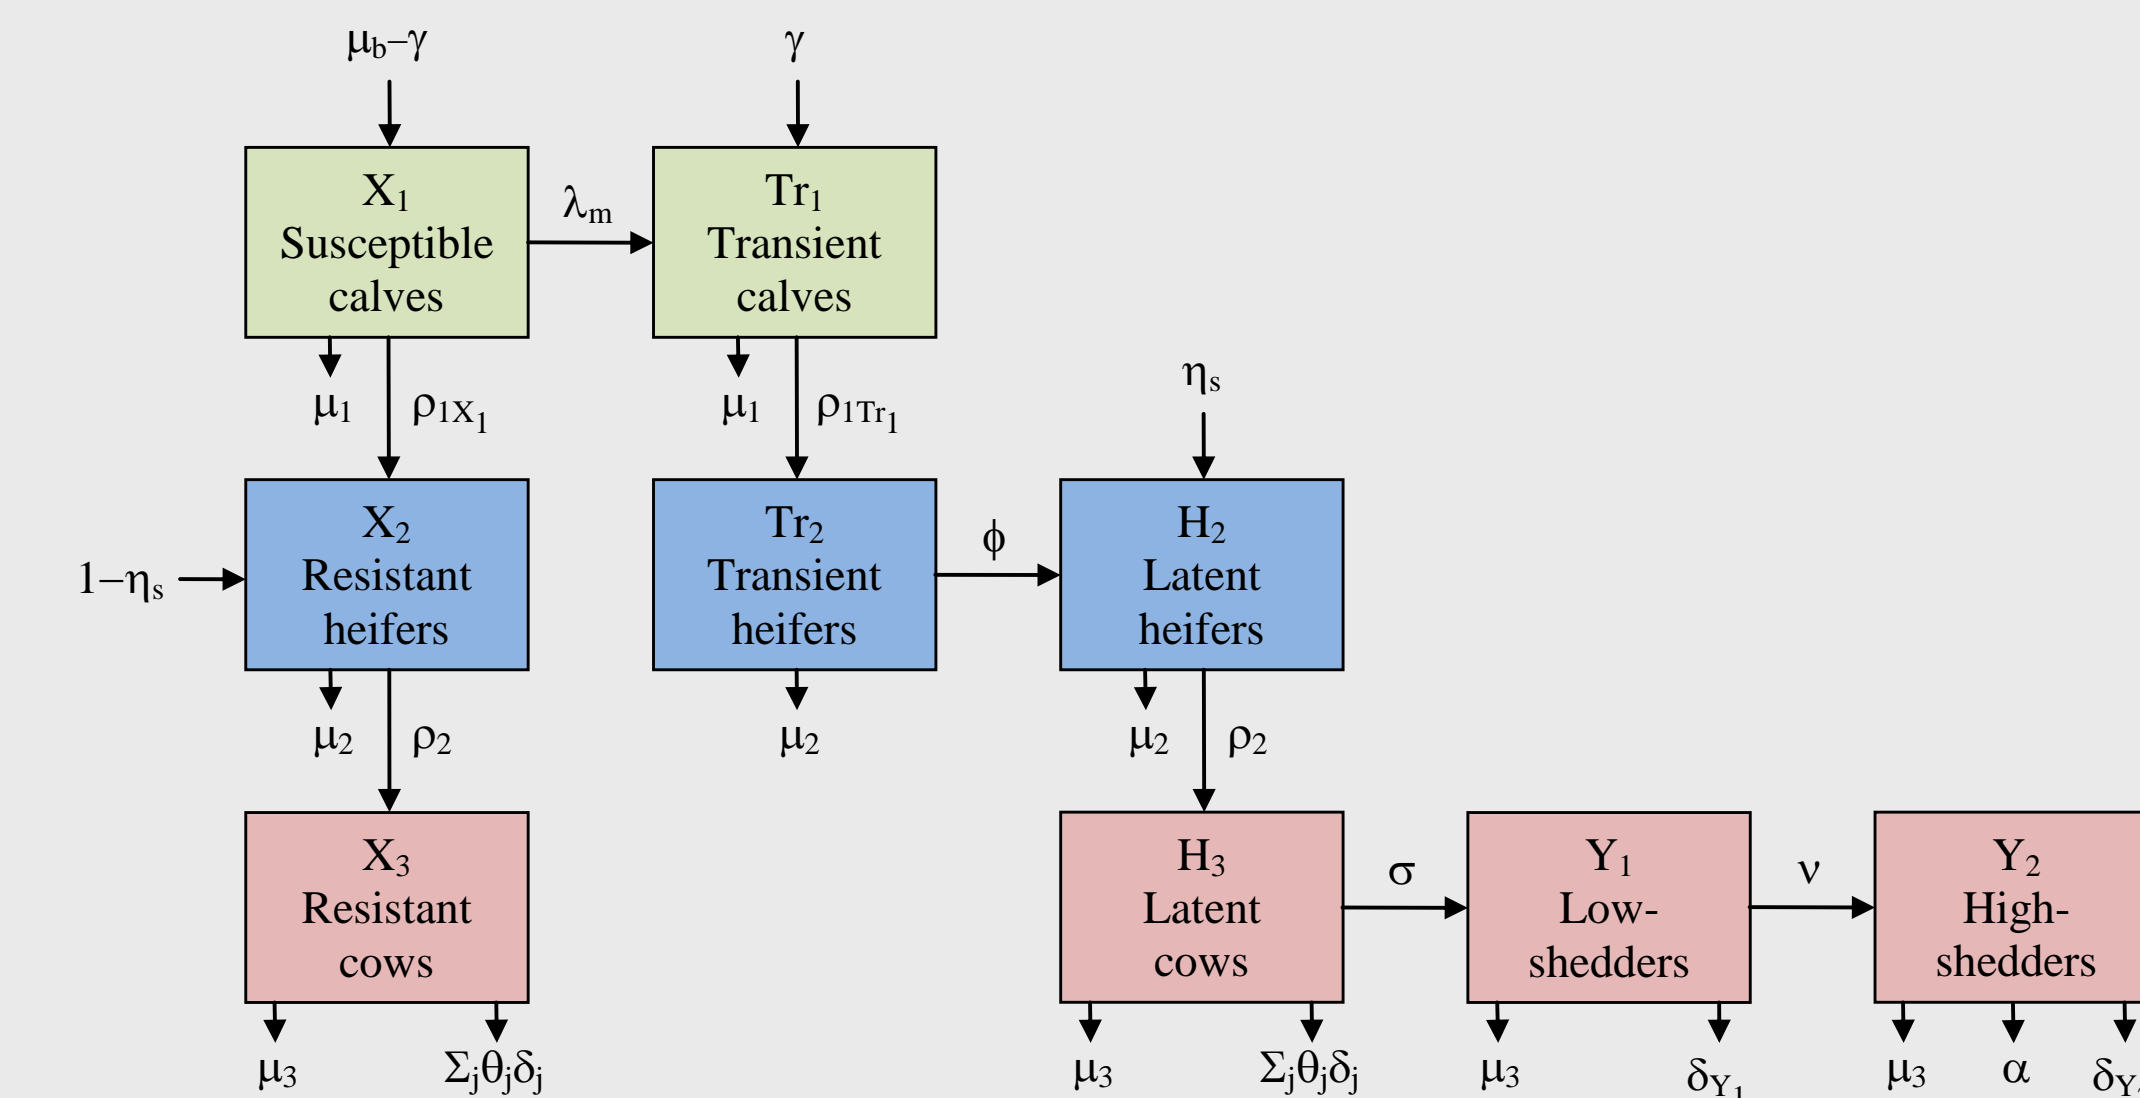 μb–γ
γ
X1
Susceptible
calves
λm
Tr1
Transient
calves
μ1
ρ1X1
μ1
ρ1Tr1
ηs
1–ηs
X2
Resistant
heifers
Tr2
Transient
heifers
ϕ
H2
Latent
heifers
μ2
ρ2
μ2
μ2
ρ2
X3
Resistant
cows
H3
Latent
cows
σ
Y1
Low-
shedders
ν
Y2
High-
shedders
μ3
Σjθjδj
μ3
Σjθjδj
μ3
δY1
μ3
α